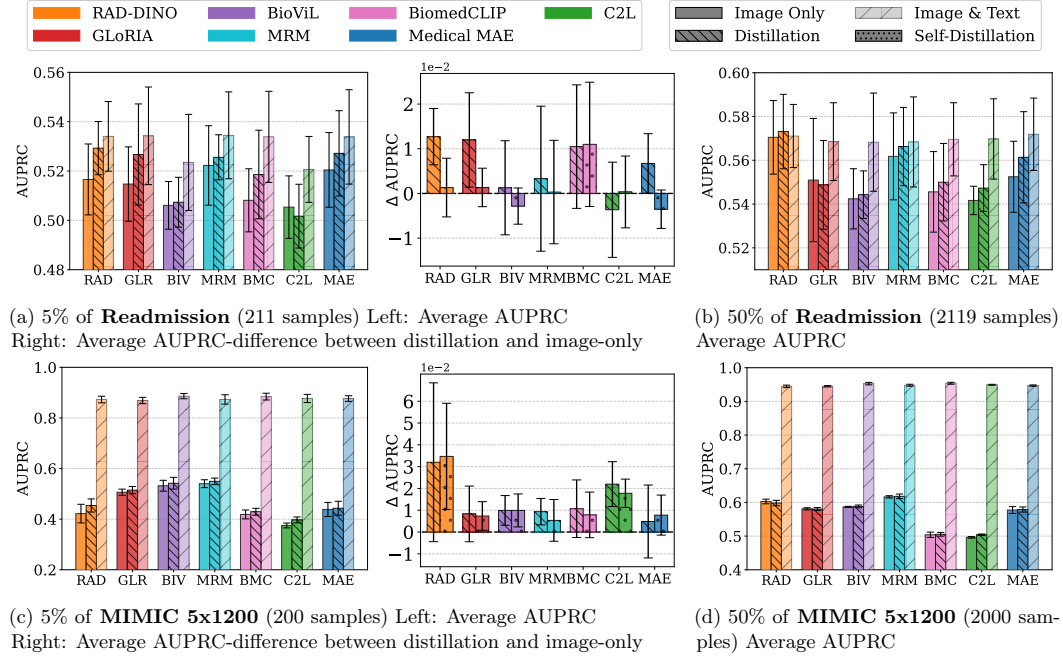 RAD-DINO BioViL BiomedCLIP C2L
GLoRIA MRM Medical MAE
Image Only Image & Text
Distillation Self-Distillation
AUPRC
0.56
0.54
0.52
0.50
0.48
RAD GLR BIV MRM BMC C2L MAE
1e−2
Δ AUPRC
2
1
0
−1
RAD GLR BIV MRM BMC C2L MAE
AUPRC
0.60
0.58
0.56
0.54
0.52
RAD GLR BIV MRM BMC C2L MAE
(a) 5% of Readmission (211 samples) Left: Average AUPRC
Right: Average AUPRC-difference between distillation and image-only
(b) 50% of Readmission (2119 samples)
Average AUPRC
AUPRC
1.0
0.8
0.6
0.4
0.2
RAD GLR BIV MRM BMC C2L MAE
1e−2
Δ AUPRC
6
4
3
2
1
0
−1
RAD GLR BIV MRM BMC C2L MAE
AUPRC
1.0
0.9
0.8
0.7
0.6
0.5
0.4
RAD GLR BIV MRM BMC C2L MAE
(c) 5% of MIMIC 5x1200 (200 samples) Left: Average AUPRC
Right: Average AUPRC-difference between distillation and image-only
(d) 50% of MIMIC 5x1200 (2000 sam-
ples) Average AUPRC